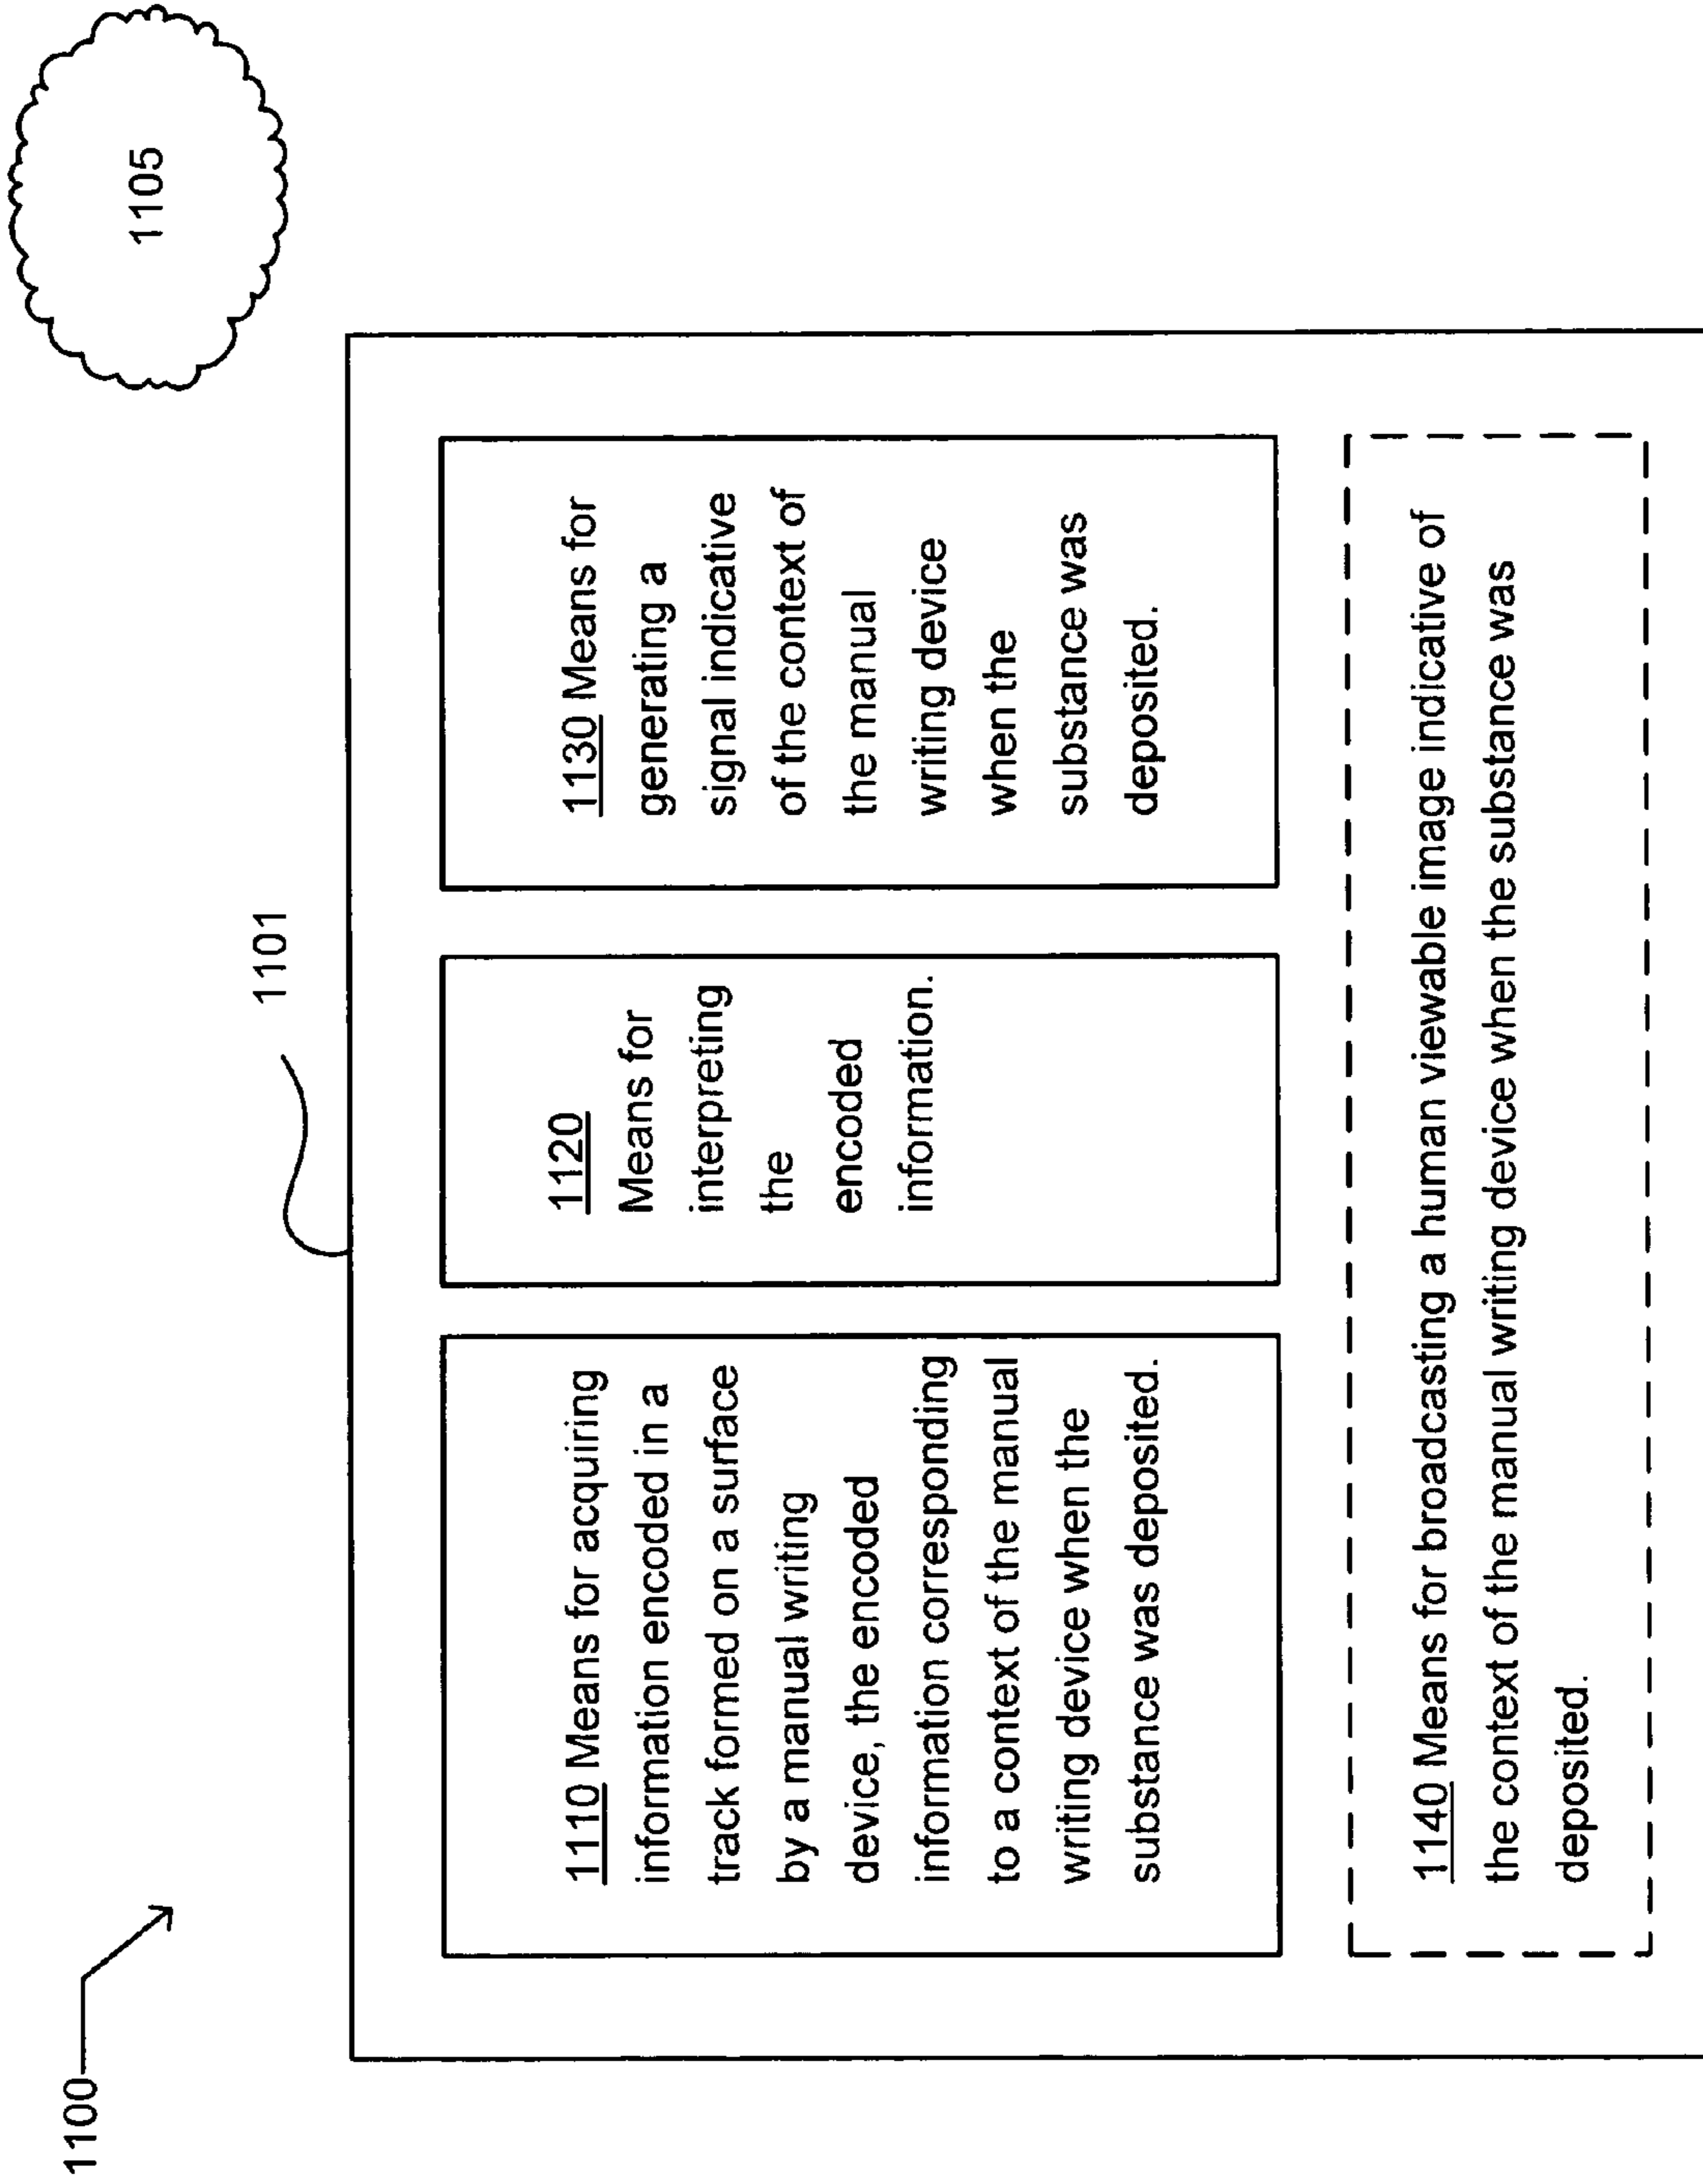 1100
1105
1101
1110 Means for acquiring
information encoded in a
track formed on a surface
by a manual writing
device, the encoded
information corresponding
to a context of the manual
writing device when the
substance was deposited.
1120
Means for
interpreting
the
encoded
information.
1130 Means for
generating a
signal indicative
of the context of
the manual
writing device
when the
substance was
deposited.
1140 Means for broadcasting a human viewable image indicative of
the context of the manual writing device when the substance was
deposited.